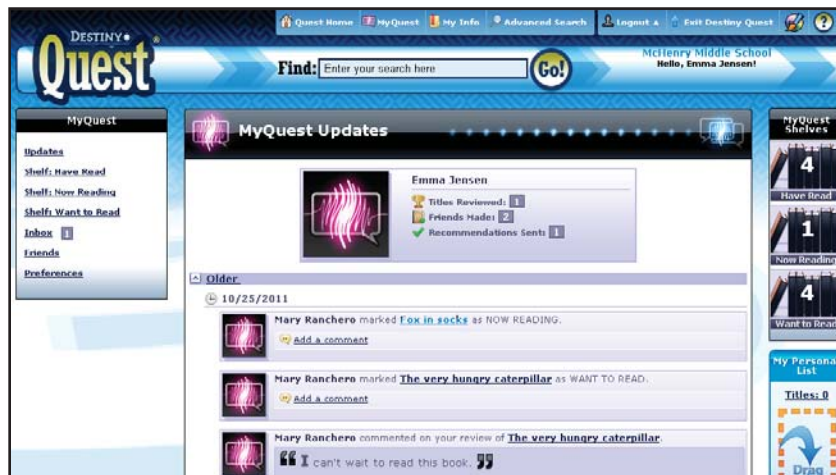 Quest Home MyQuest My Info Advanced Search Logout Exit Destiny Quest ?
DESTINY
Quest
®
Find: Enter your search here Go!
McHenry Middle School
Hello, Emma Jensen!
MyQuest
Updates
Shelf: Have Read
Shelf: Now Reading
Shelf: Want to Read
Inbox 1
Friends
Preferences
MyQuest Updates
Emma Jensen
Titles Reviewed: 1
Friends Made: 2
Recommendations Sent: 1
Older
10/25/2011
Mary Ranchero marked Fox in socks as NOW READING.
Add a comment
Mary Ranchero marked The very hungry caterpillar as WANT TO READ.
Add a comment
Mary Ranchero commented on your review of The very hungry caterpillar.
❝ I can't wait to read this book. ❞
MyQuest
Shelves
4
Have Read
1
Now Reading
4
Want to Read
My Persona
List
Titles: 0
Drag